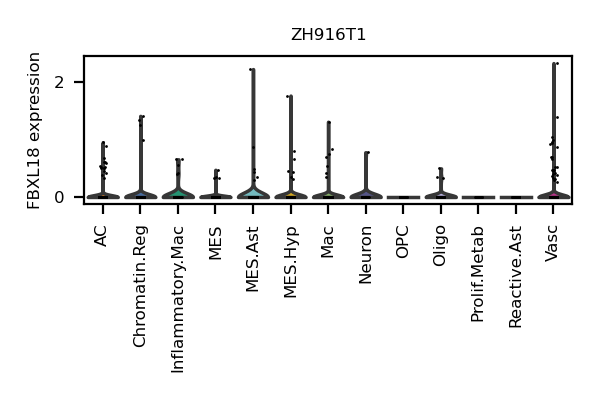 ZH916T1
FBXL18 expression
2
0
AC
Chromatin.Reg
Inflammatory.Mac
MES
MES.Ast
MES.Hyp
Mac
Neuron
OPC
Oligo
Prolif.Metab
Reactive.Ast
Vasc